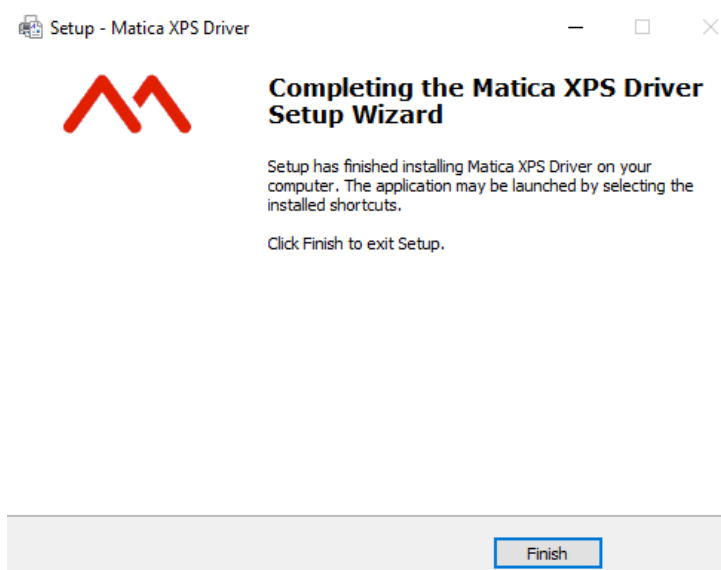 Setup - Matica XPS Driver
Completing the Matica XPS Driver
Setup Wizard
Setup has finished installing Matica XPS Driver on your
computer. The application may be launched by selecting the
installed shortcuts.
Click Finish to exit Setup.
Finish